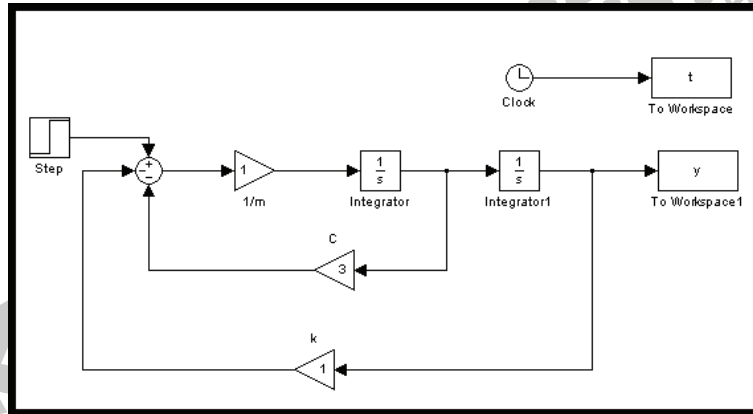 t
Clock
To Workspace
Step
+
−
−
1
1/m
1
s
Integrator
1
s
Integrator1
y
To Workspace1
C
3
k
1